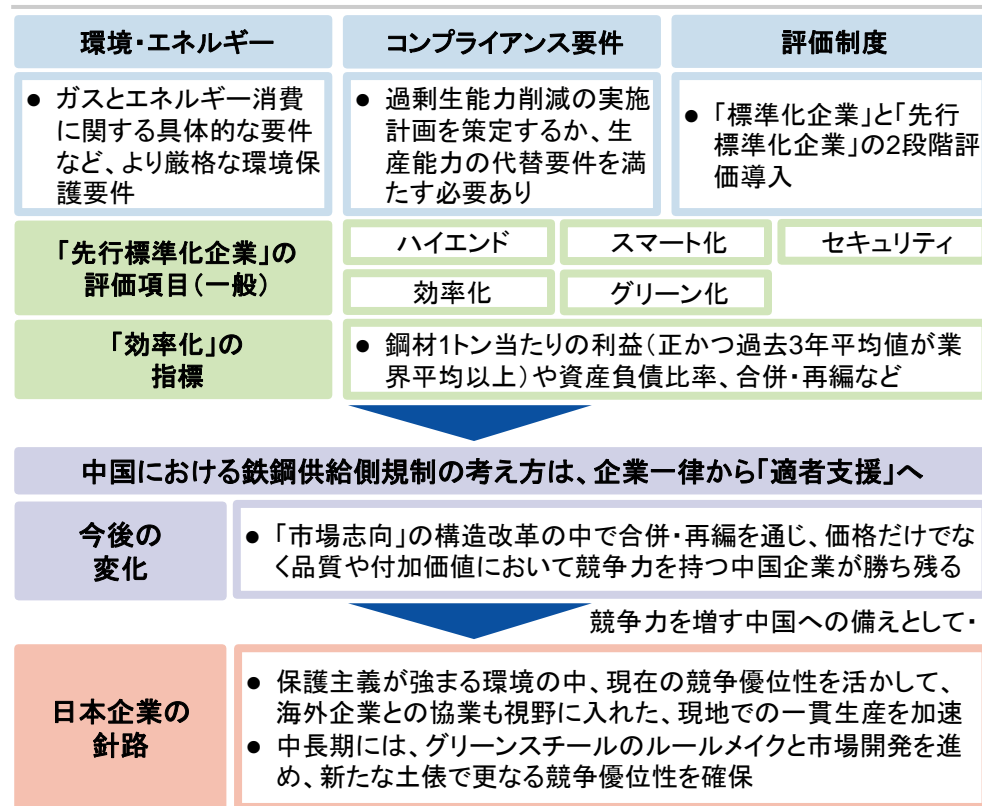 環境・エネルギー
コンプライアンス要件
評価制度
● ガスとエネルギー消費
に関する具体的な要件
など、より厳格な環境保
護要件
● 過剰生能力削減の実施
計画を策定するか、生
産能力の代替要件を満
たす必要あり
● 「標準化企業」と「先行
標準化企業」の2段階評
価導入
「先行標準化企業」の
評価項目(一般)
ハイエンド
スマート化
セキュリティ
効率化
グリーン化
「効率化」の
指標
● 鋼材1トン当たりの利益(正かつ過去3年平均値が業
界平均以上)や資産負債比率、合併・再編など
中国における鉄鋼供給側規制の考え方は、企業一律から「適者支援」へ
今後の
変化
● 「市場志向」の構造改革の中で合併・再編を通じ、価格だけでな
く品質や付加価値において競争力を持つ中国企業が勝ち残る
競争力を増す中国への備えとして・
日本企業の
針路
● 保護主義が強まる環境の中、現在の競争優位性を活かして、
海外企業との協業も視野に入れた、現地での一貫生産を加速
● 中長期には、グリーンスチールのルールメイクと市場開発を進
め、新たな土俵で更なる競争優位性を確保